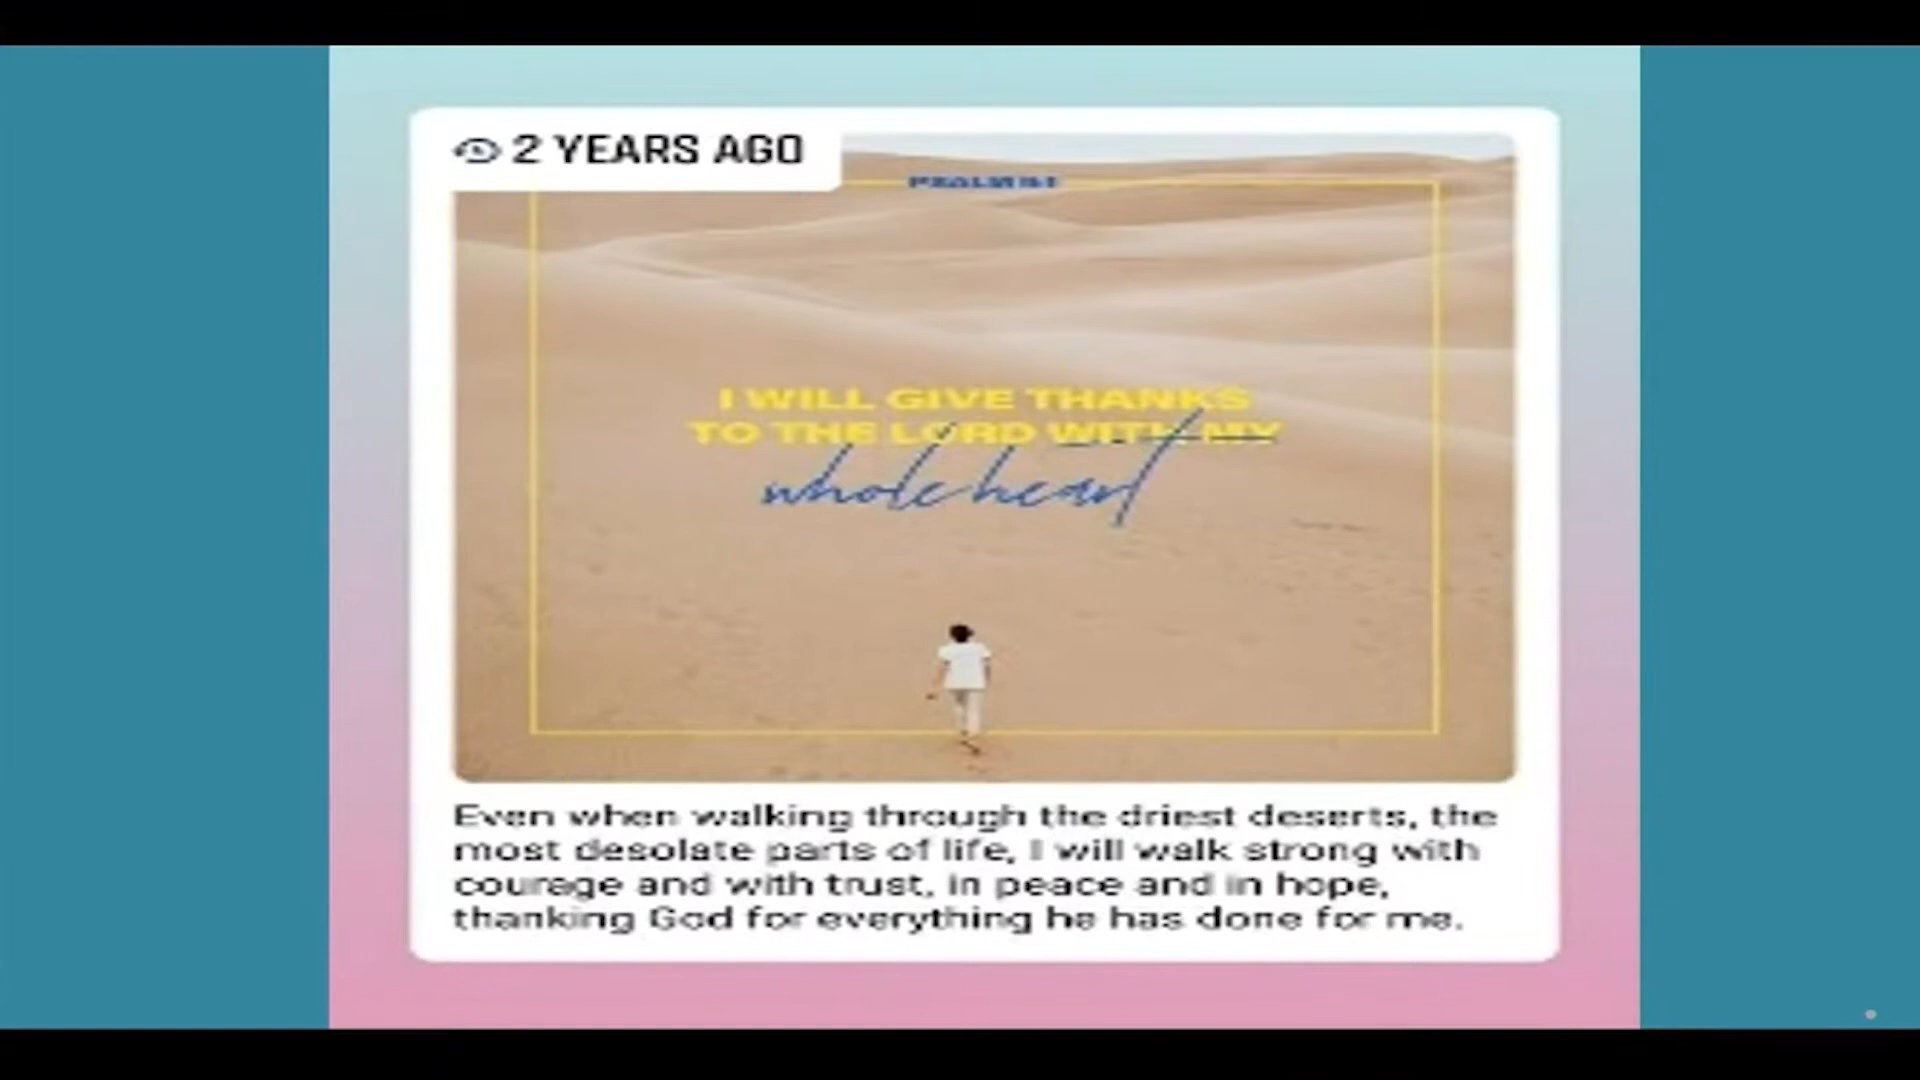 2 YEARS AGO
I WILL GIVE THANKS
TO THE LORD WITH MY
whole heart
Even when walking through the driest deserts, the
most desolate parts of life, I will walk strong with
courage and with trust, in peace and in hope,
thanking God for everything he has done for me.